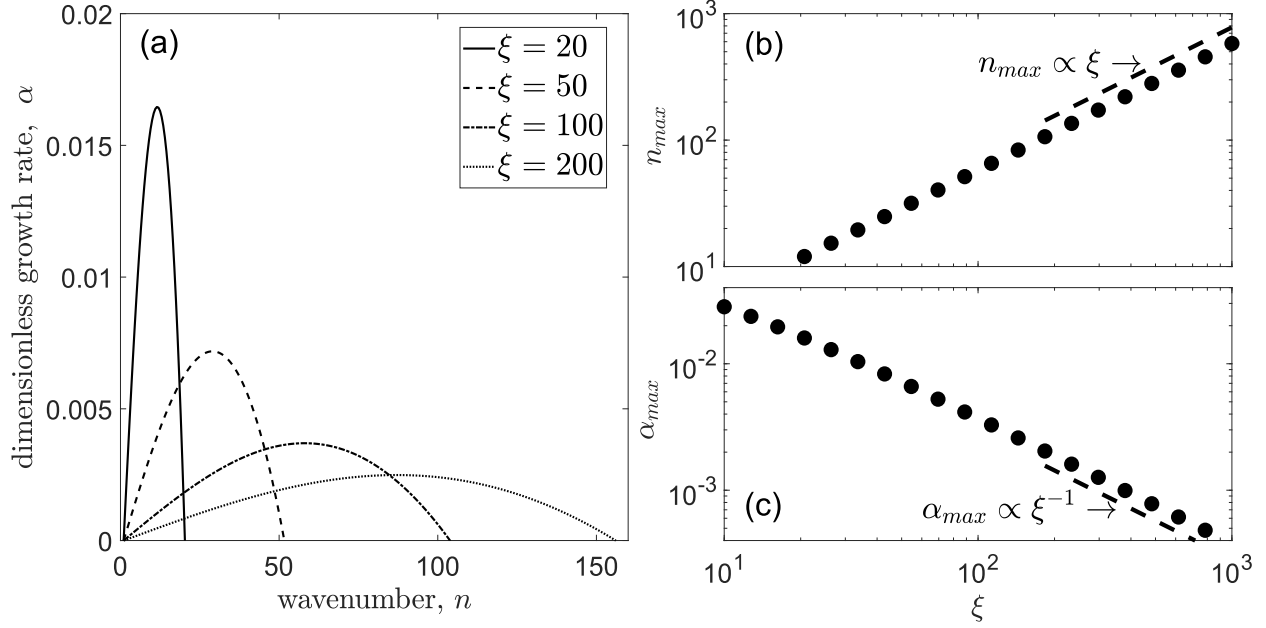 (a)
0.02
0.015
0.01
0.005
0
dimensionless growth rate, α
0 50 100 150
wavenumber, n
ξ = 20
ξ = 50
ξ = 100
ξ = 200
(b)
10³
10²
10¹
n_max
n_max ∝ ξ →
(c)
10⁻²
10⁻³
α_max
α_max ∝ ξ⁻¹ →
10¹ 10² 10³
ξ